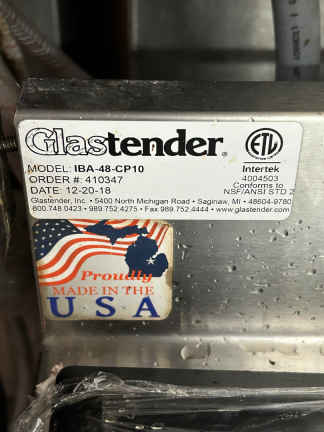 Glastender®
ETL
MODEL: IBA-48-CP10
Intertek
ORDER #: 410347
4004503
DATE: 12-20-18
Conforms to
NSF/ANSI STD 2
Glastender, Inc. • 5400 North Michigan Road • Saginaw, MI • 48604-9780
800.748.0423 • 989.752.4275 • Fax 989.752.4444 • www.glastender.com
Proudly
MADE IN THE
USA